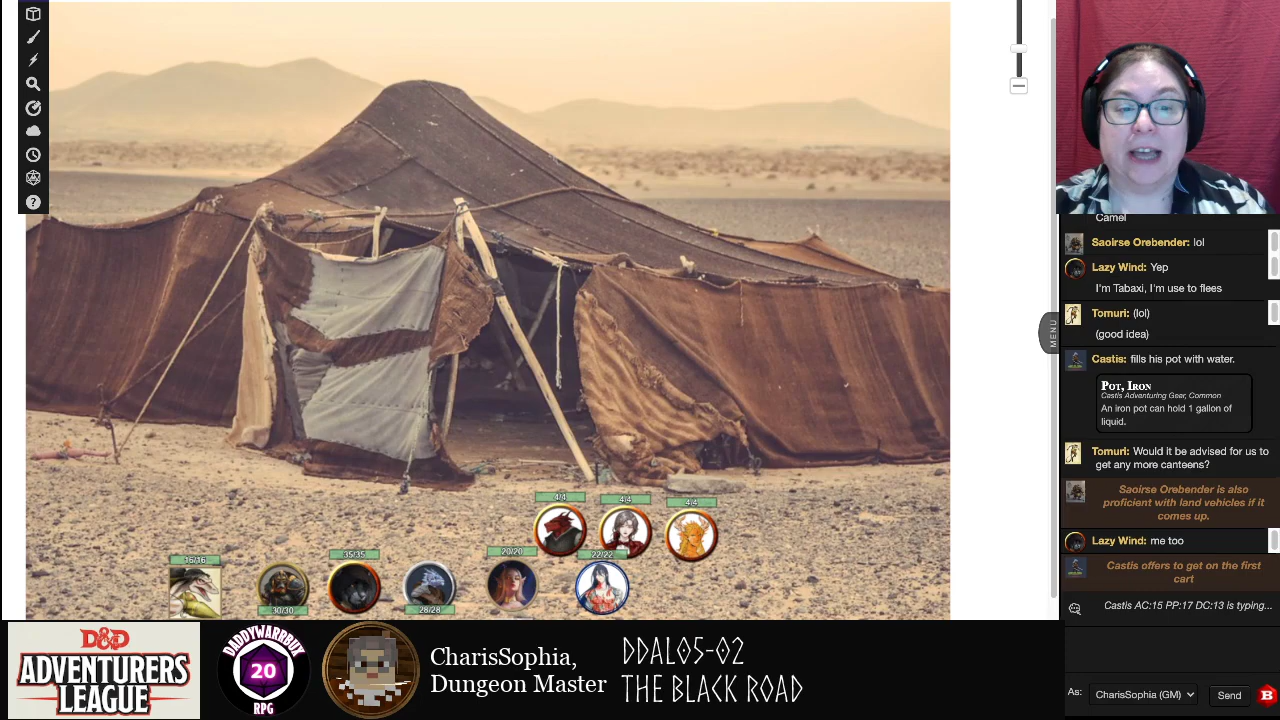 Camel
Saoirse Orebender: lol
Lazy Wind: Yep
I'm Tabaxi, I'm use to flees
Tomuri: (lol)
(good idea)
Castis: fills his pot with water.
Pot, Iron
Castis Adventuring Gear, Common
An iron pot can hold 1 gallon of
liquid.
Tomuri: Would it be advised for us to
get any more canteens?
Saoirse Orebender is also
proficient with land vehicles if it
comes up.
Lazy Wind: me too
Castis offers to get on the first
cart
Castis AC:15 PP:17 DC:13 is typing...
As: CharisSophia (GM) Send
MENU
4/4 4/4 4/4
16/16 30/30 35/35 28/28 20/20 22/22
D&D
ADVENTURERS
LEAGUE
DADDYWARRBUX
20
RPG
CharisSophia,
Dungeon Master
DDAL05-02
THE BLACK ROAD